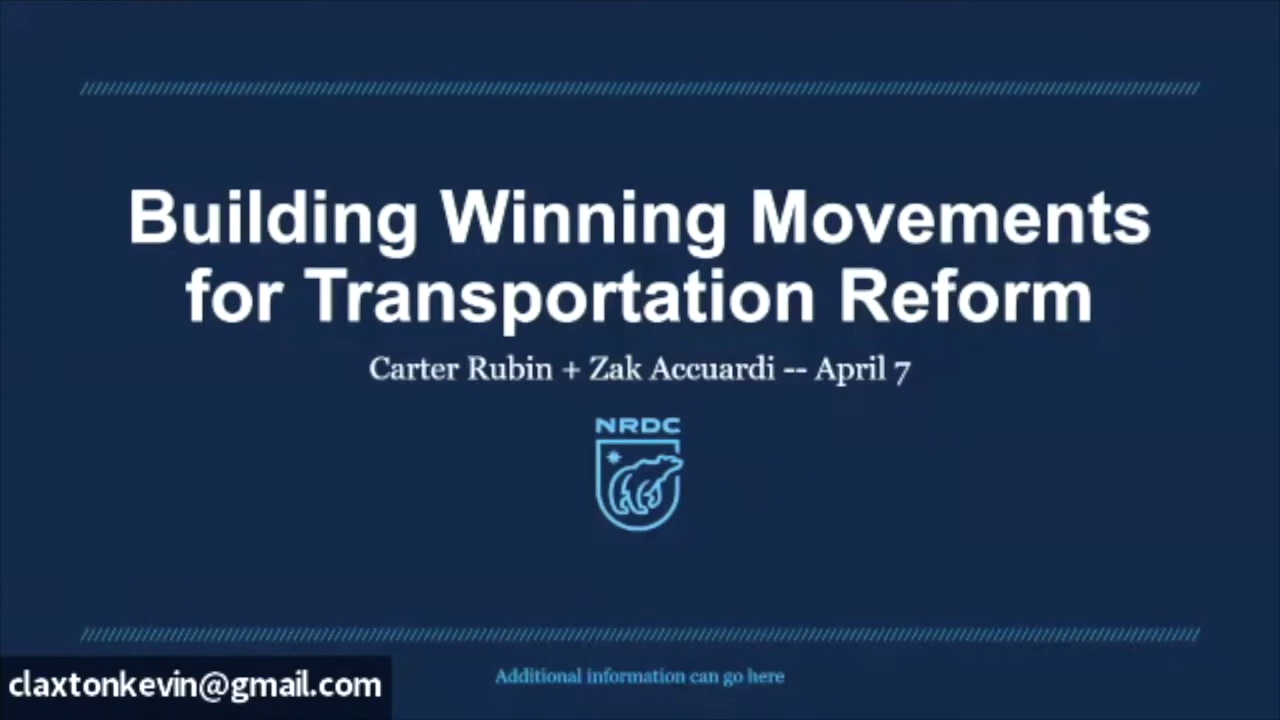 Building Winning Movements
for Transportation Reform
Carter Rubin + Zak Accuardi -- April 7
NRDC
claxtonkevin@gmail.com
Additional information can go here